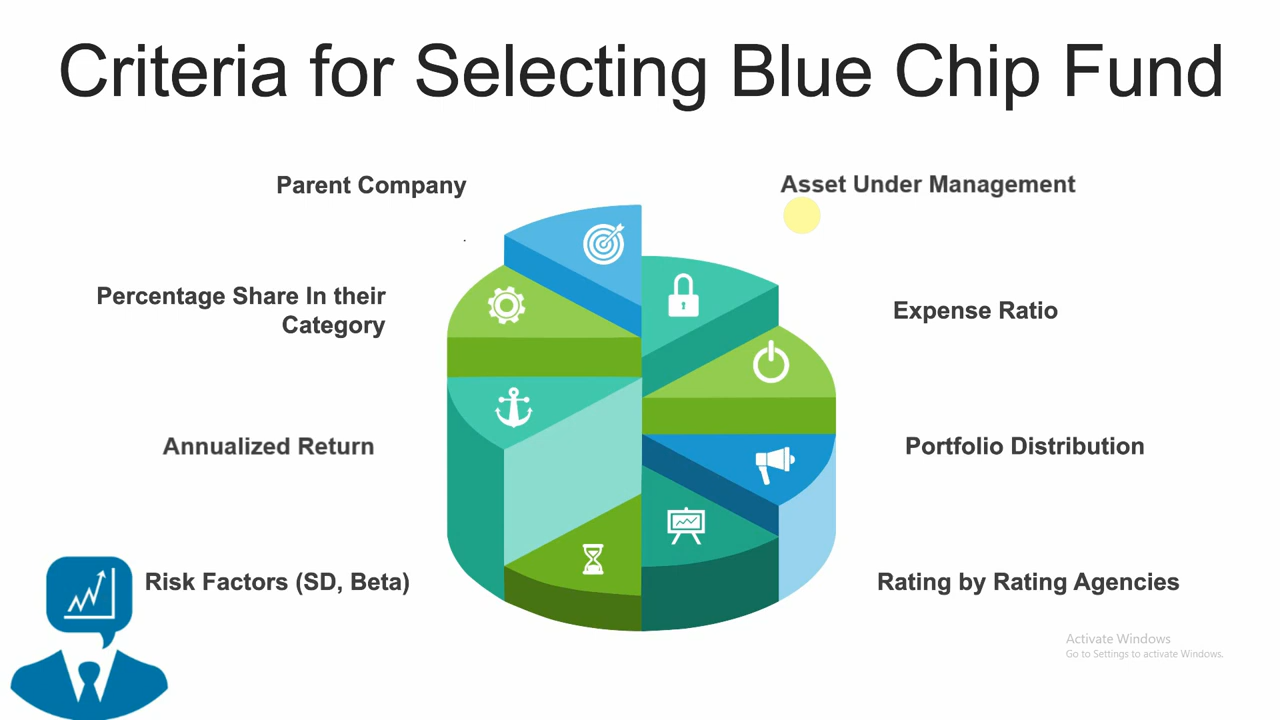 Criteria for Selecting Blue Chip Fund
Parent Company
Asset Under Management
Percentage Share In their
Category
Expense Ratio
Annualized Return
Portfolio Distribution
Risk Factors (SD, Beta)
Rating by Rating Agencies
Activate Windows
Go to Settings to activate Windows.